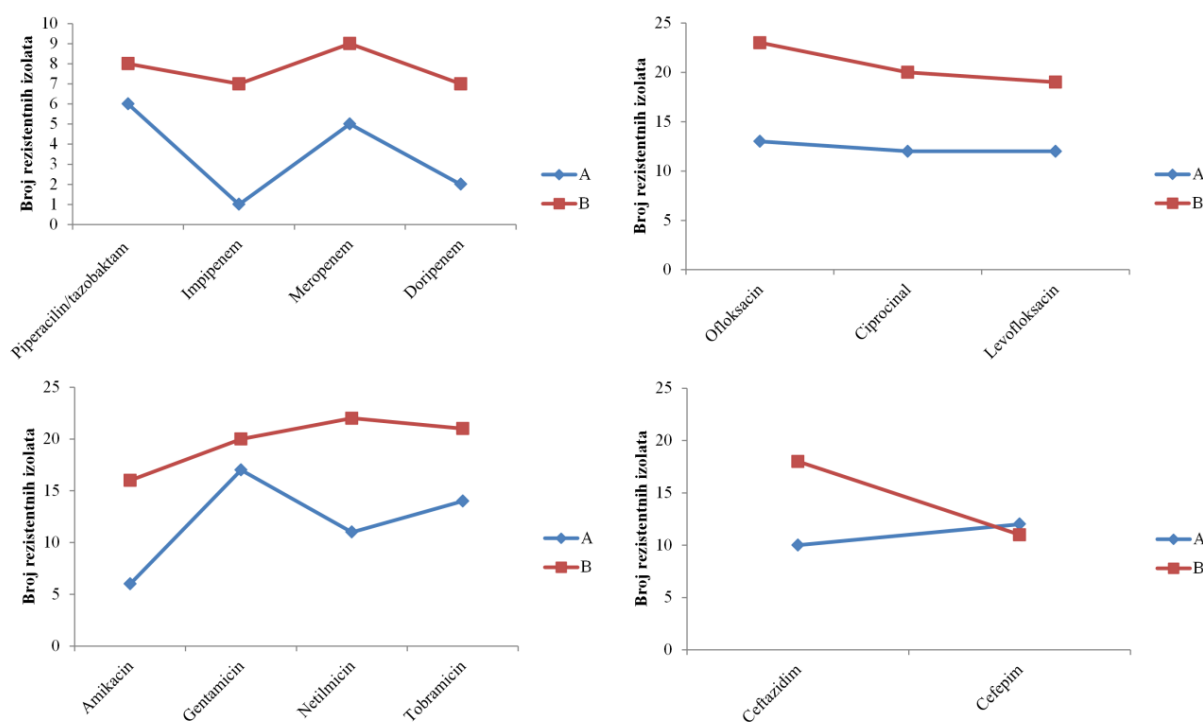 Broj rezistentnih izolata
10
9
8
7
6
5
4
3
2
1
0
Piperacilin/tazobaktam
Impipenem
Meropenem
Doripenem
A
B
Broj rezistentnih izolata
25
20
15
10
5
0
Ofloksacin
Ciprocinal
Levofloksacin
A
B
Broj rezistentnih izolata
25
20
15
10
5
0
Amikacin
Gentamicin
Netilmicin
Tobramicin
A
B
Broj rezistentnih izolata
25
20
15
10
5
0
Ceftazidim
Cefepim
A
B